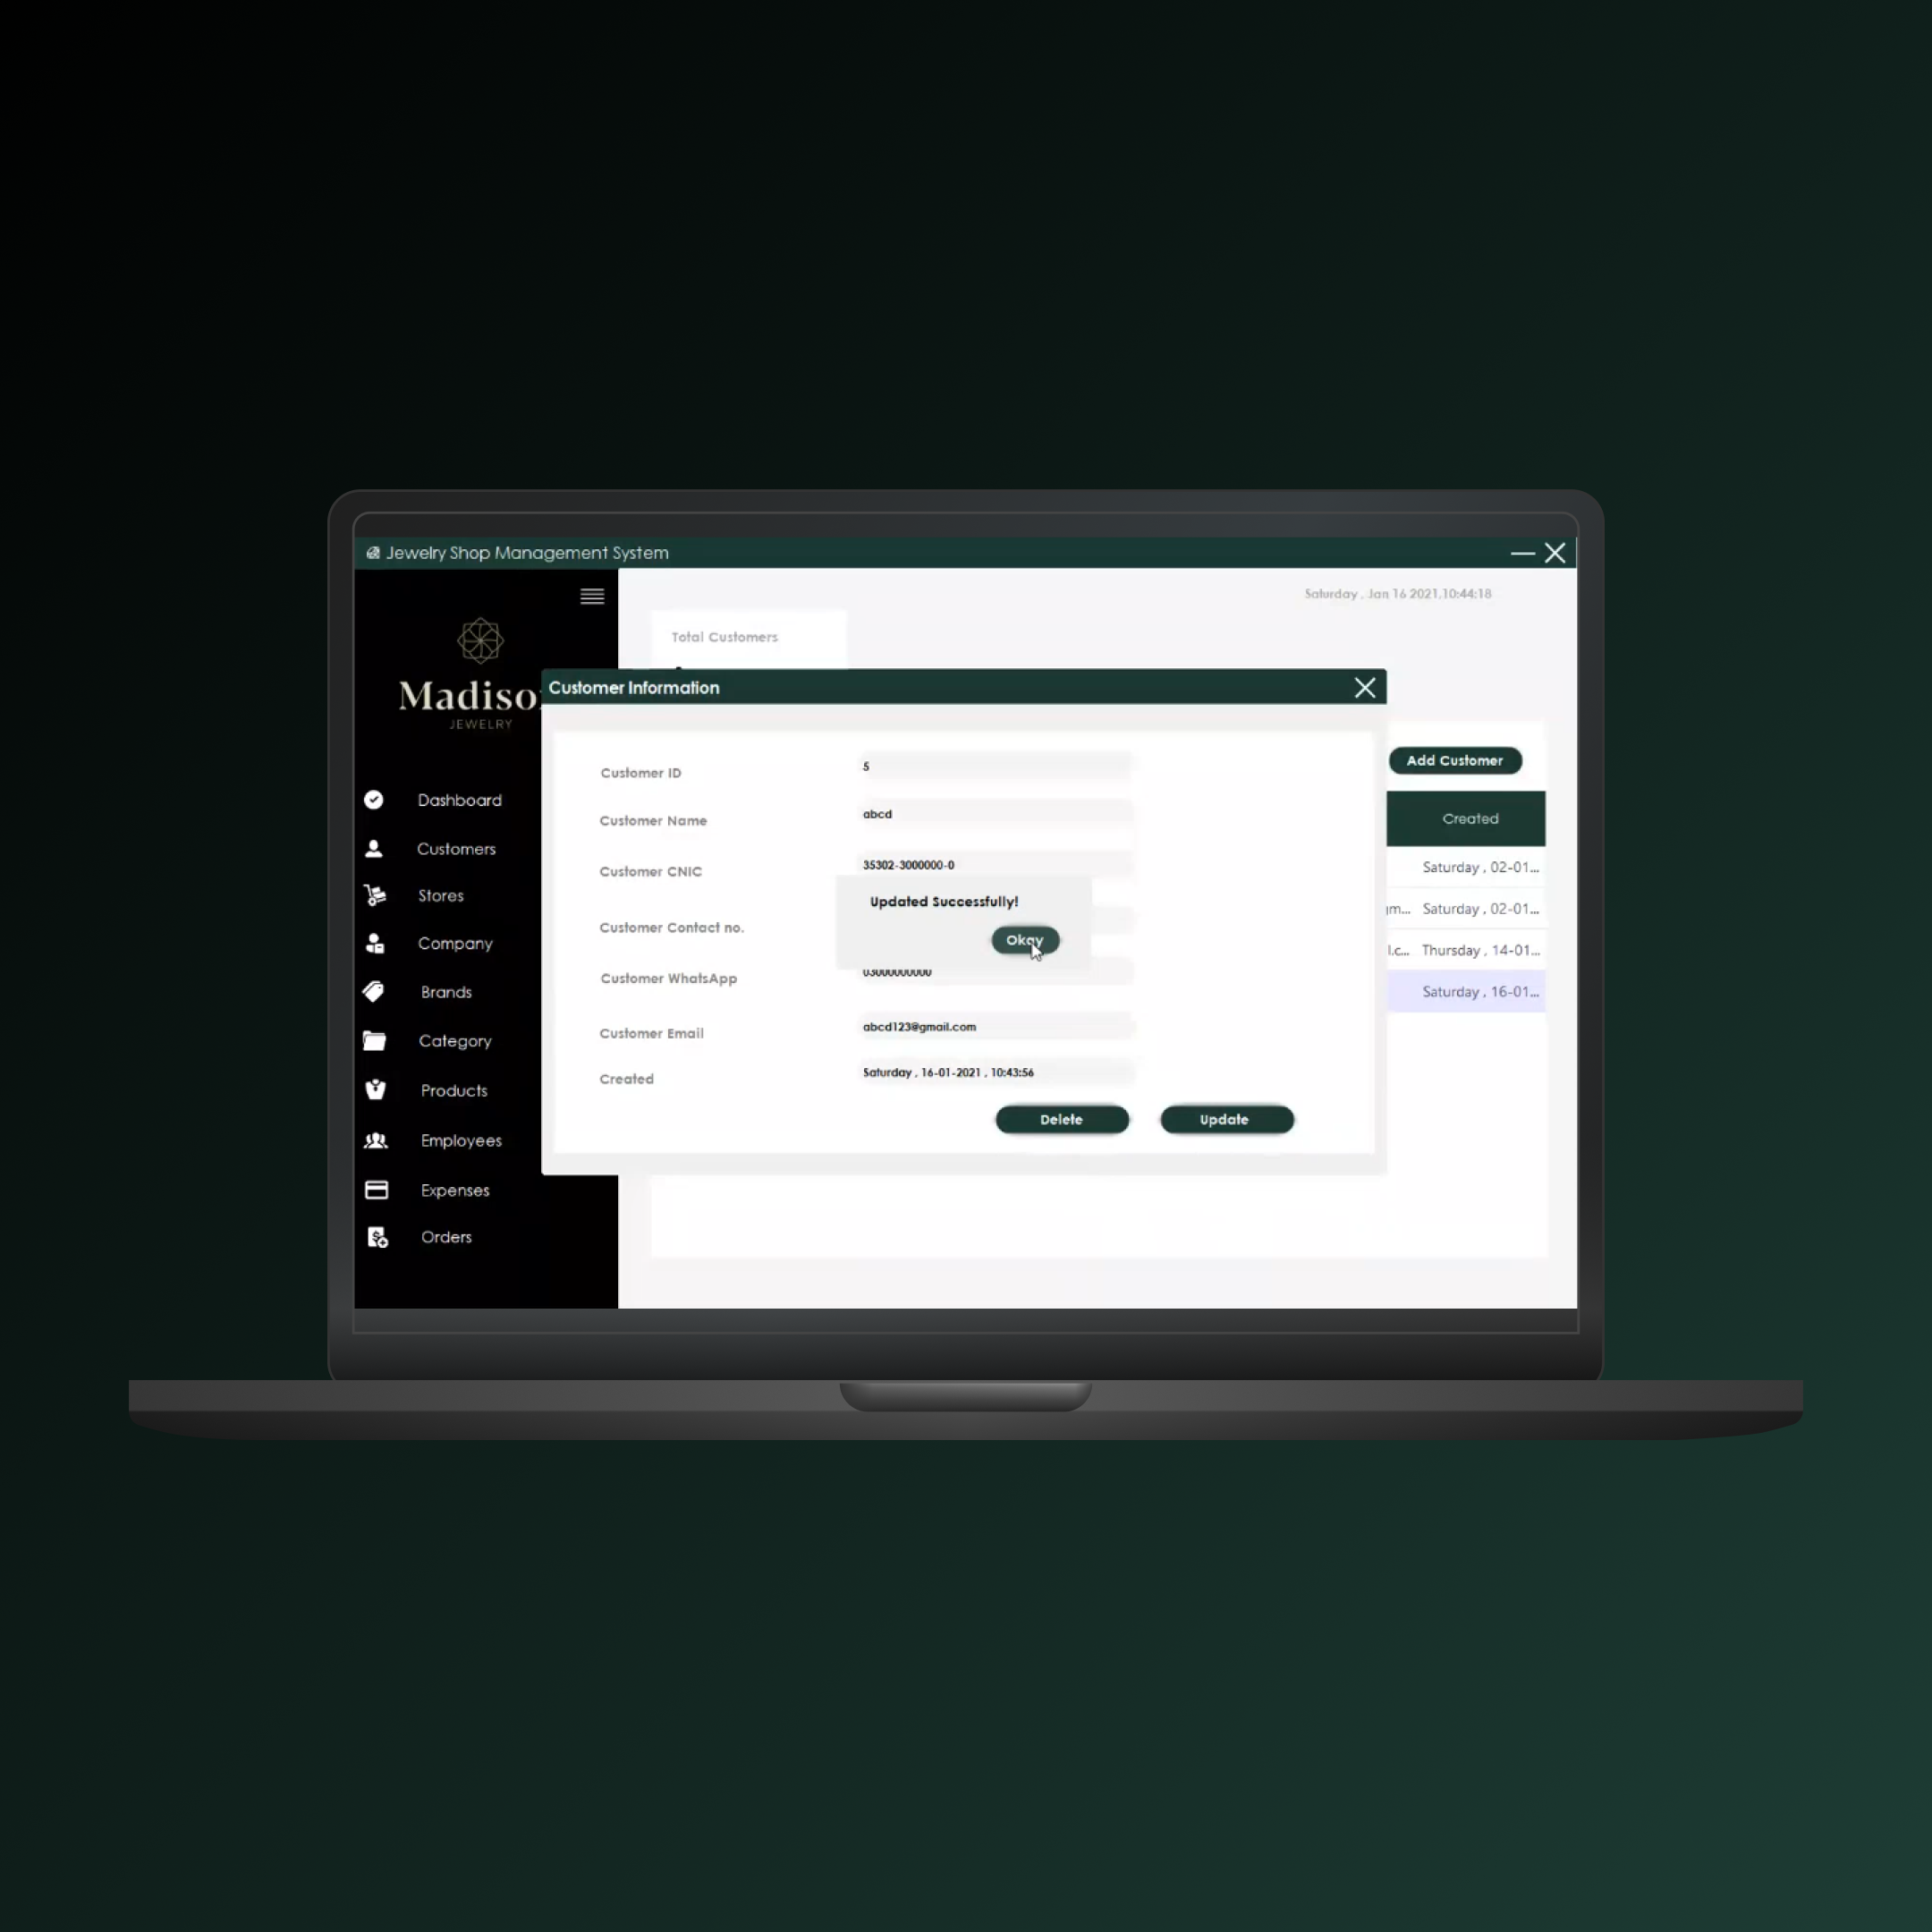 Jewelry Shop Management System
Saturday , Jan 16 2021,10:44:18
Total Customers
Madiso
JEWELRY
Customer Information
Add Customer
Created
Saturday , 02-01...
Saturday , 02-01...
Thursday , 14-01...
Saturday , 16-01...
Dashboard
Customers
Stores
Company
Brands
Category
Products
Employees
Expenses
Orders
Customer ID 5
Customer Name abcd
Customer CNIC 35302-3000000-0
Customer Contact no.
Customer WhatsApp 03000000000
Customer Email abcd123@gmail.com
Created Saturday , 16-01-2021 , 10:43:56
Updated Successfully!
Okay
Delete Update